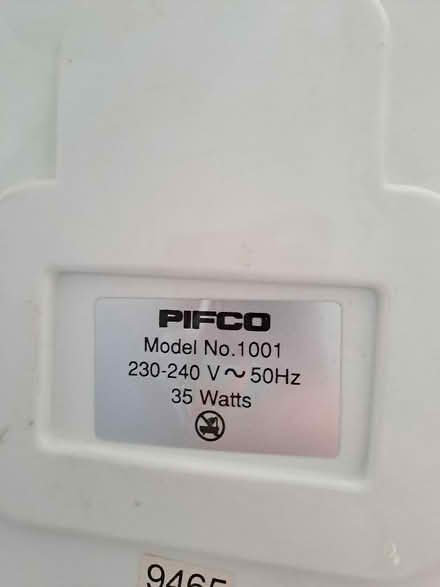 PIFCO
Model No.1001
230-240 V ~ 50Hz
35 Watts